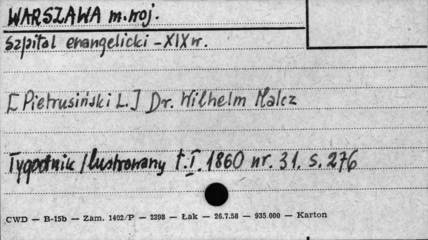 WARSZAWA m.woj.
Szpital ewangelicki - XIX w.
[Pietrusiński L.] Dr. Wilhelm Malcz
Tygodnik Ilustrowany t.I. 1860 nr. 31. s. 276
CWD — B-15b — Zam. 1402/P — 2398 — Łak — 26.7.58 — 935.000 — Karton